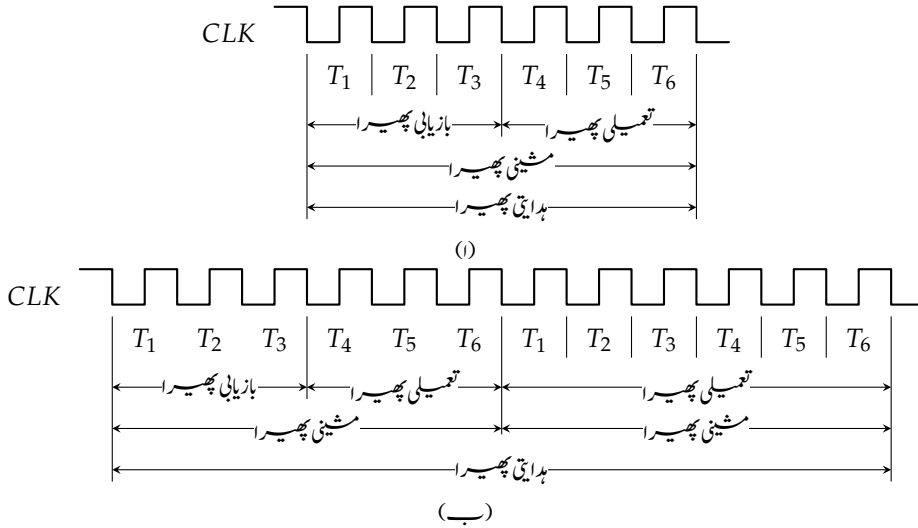 CLK
T1 T2 T3 T4 T5 T6
بازیابی پھیرا تعمیلی پھیرا
مشینی پھیرا
ہدایتی پھیرا
(ا)
CLK
T1 T2 T3 T4 T5 T6 T1 T2 T3 T4 T5 T6
بازیابی پھیرا تعمیلی پھیرا تعمیلی پھیرا
مشینی پھیرا مشینی پھیرا
ہدایتی پھیرا
(ب)